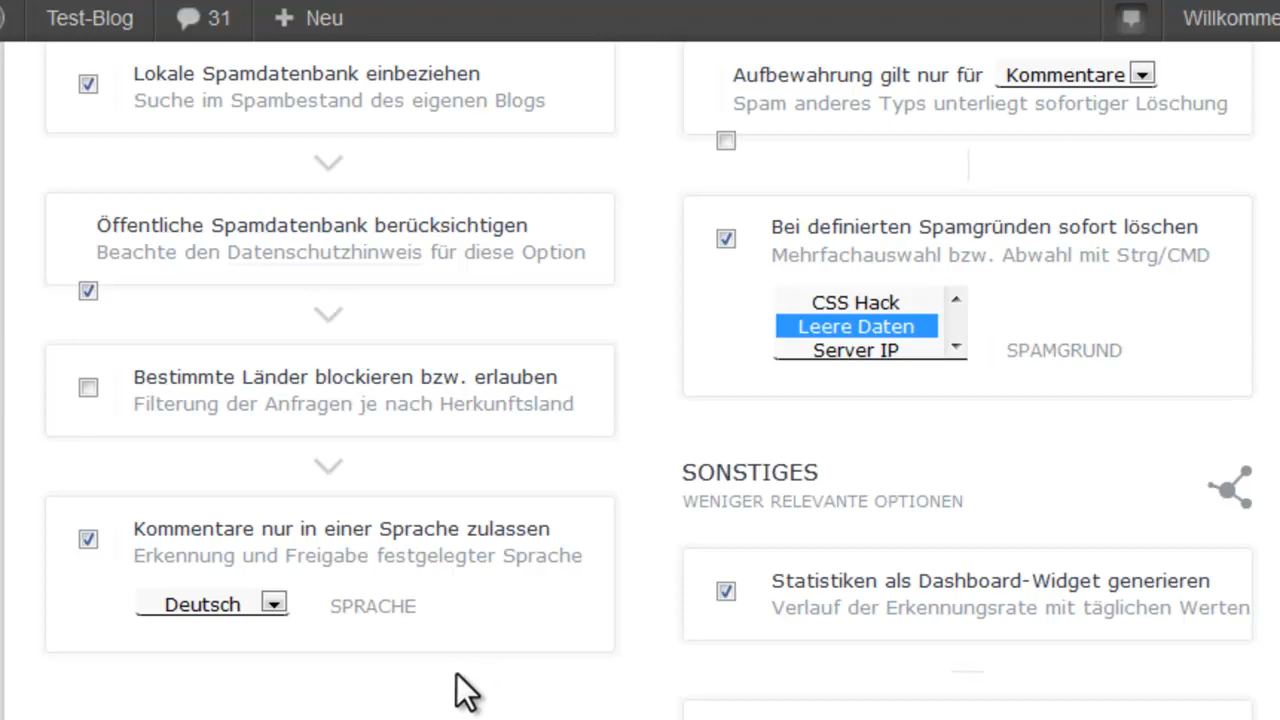 Test-Blog 31 Neu
Lokale Spamdatenbank einbeziehen
Suche im Spambestand des eigenen Blogs
Öffentliche Spamdatenbank berücksichtigen
Beachte den Datenschutzhinweis für diese Option
Bestimmte Länder blockieren bzw. erlauben
Filterung der Anfragen je nach Herkunftsland
Kommentare nur in einer Sprache zulassen
Erkennung und Freigabe festgelegter Sprache
Deutsch SPRACHE
Willkomme
Aufbewahrung gilt nur für Kommentare
Spam anderes Typs unterliegt sofortiger Löschung
Bei definierten Spamgründen sofort löschen
Mehrfachauswahl bzw. Abwahl mit Strg/CMD
CSS Hack
Leere Daten
Server IP SPAMGRUND
SONSTIGES
WENIGER RELEVANTE OPTIONEN
Statistiken als Dashboard-Widget generieren
Verlauf der Erkennungsrate mit täglichen Werten